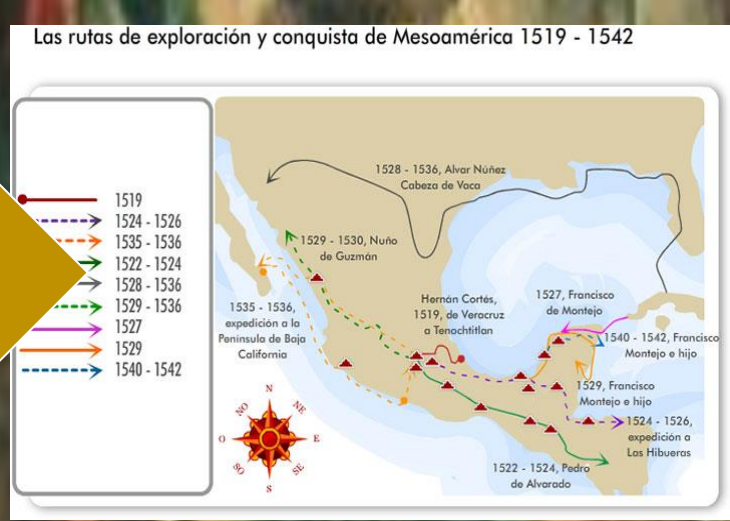 Las rutas de exploración y conquista de Mesoamérica 1519 - 1542
1519
1524 - 1526
1535 - 1536
1522 - 1524
1528 - 1536
1529 - 1536
1527
1529
1540 - 1542
1528 - 1536, Alvar Núñez
Cabeza de Vaca
1529 - 1530, Nuño
de Guzmán
1535 - 1536,
expedición a la
Península de Baja
California
Hernán Cortés,
1519, de Veracruz
a Tenochtitlan
1527, Francisco
de Montejo
1540 - 1542, Francisco
Montejo e hijo
1529, Francisco
Montejo e hijo
1524 - 1526,
expedición a
Las Hibueras
1522 - 1524, Pedro
de Alvarado
N
NO
NE
O
E
SO
SE
S